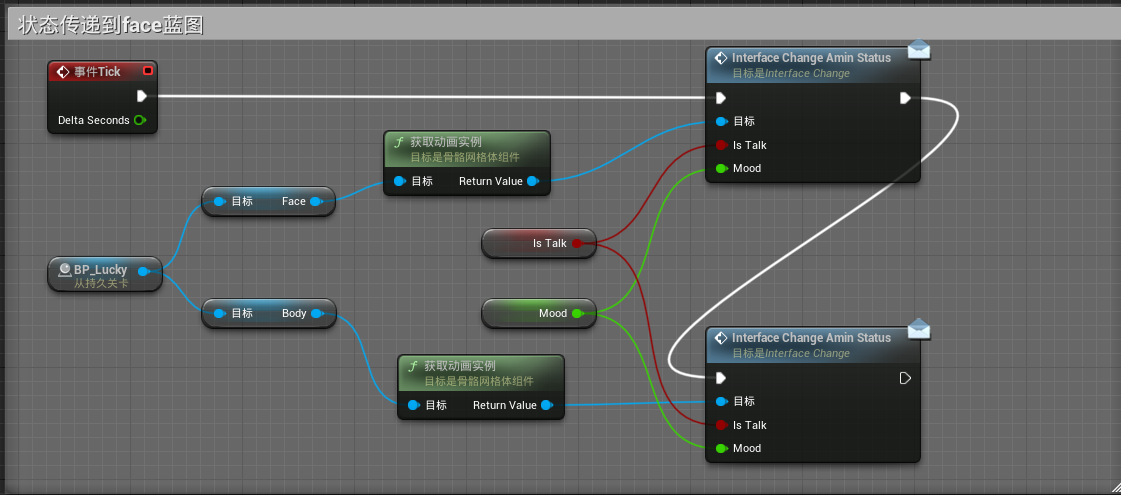 状态传递到face蓝图
事件Tick
Delta Seconds
Interface Change Amin Status
目标是Interface Change
目标
Is Talk
Mood
f 获取动画实例
目标是骨骼网格体组件
目标 Return Value
目标 Face
Is Talk
BP_Lucky
从持久关卡
目标 Body
Mood
f 获取动画实例
目标是骨骼网格体组件
目标 Return Value
Interface Change Amin Status
目标是Interface Change
目标
Is Talk
Mood